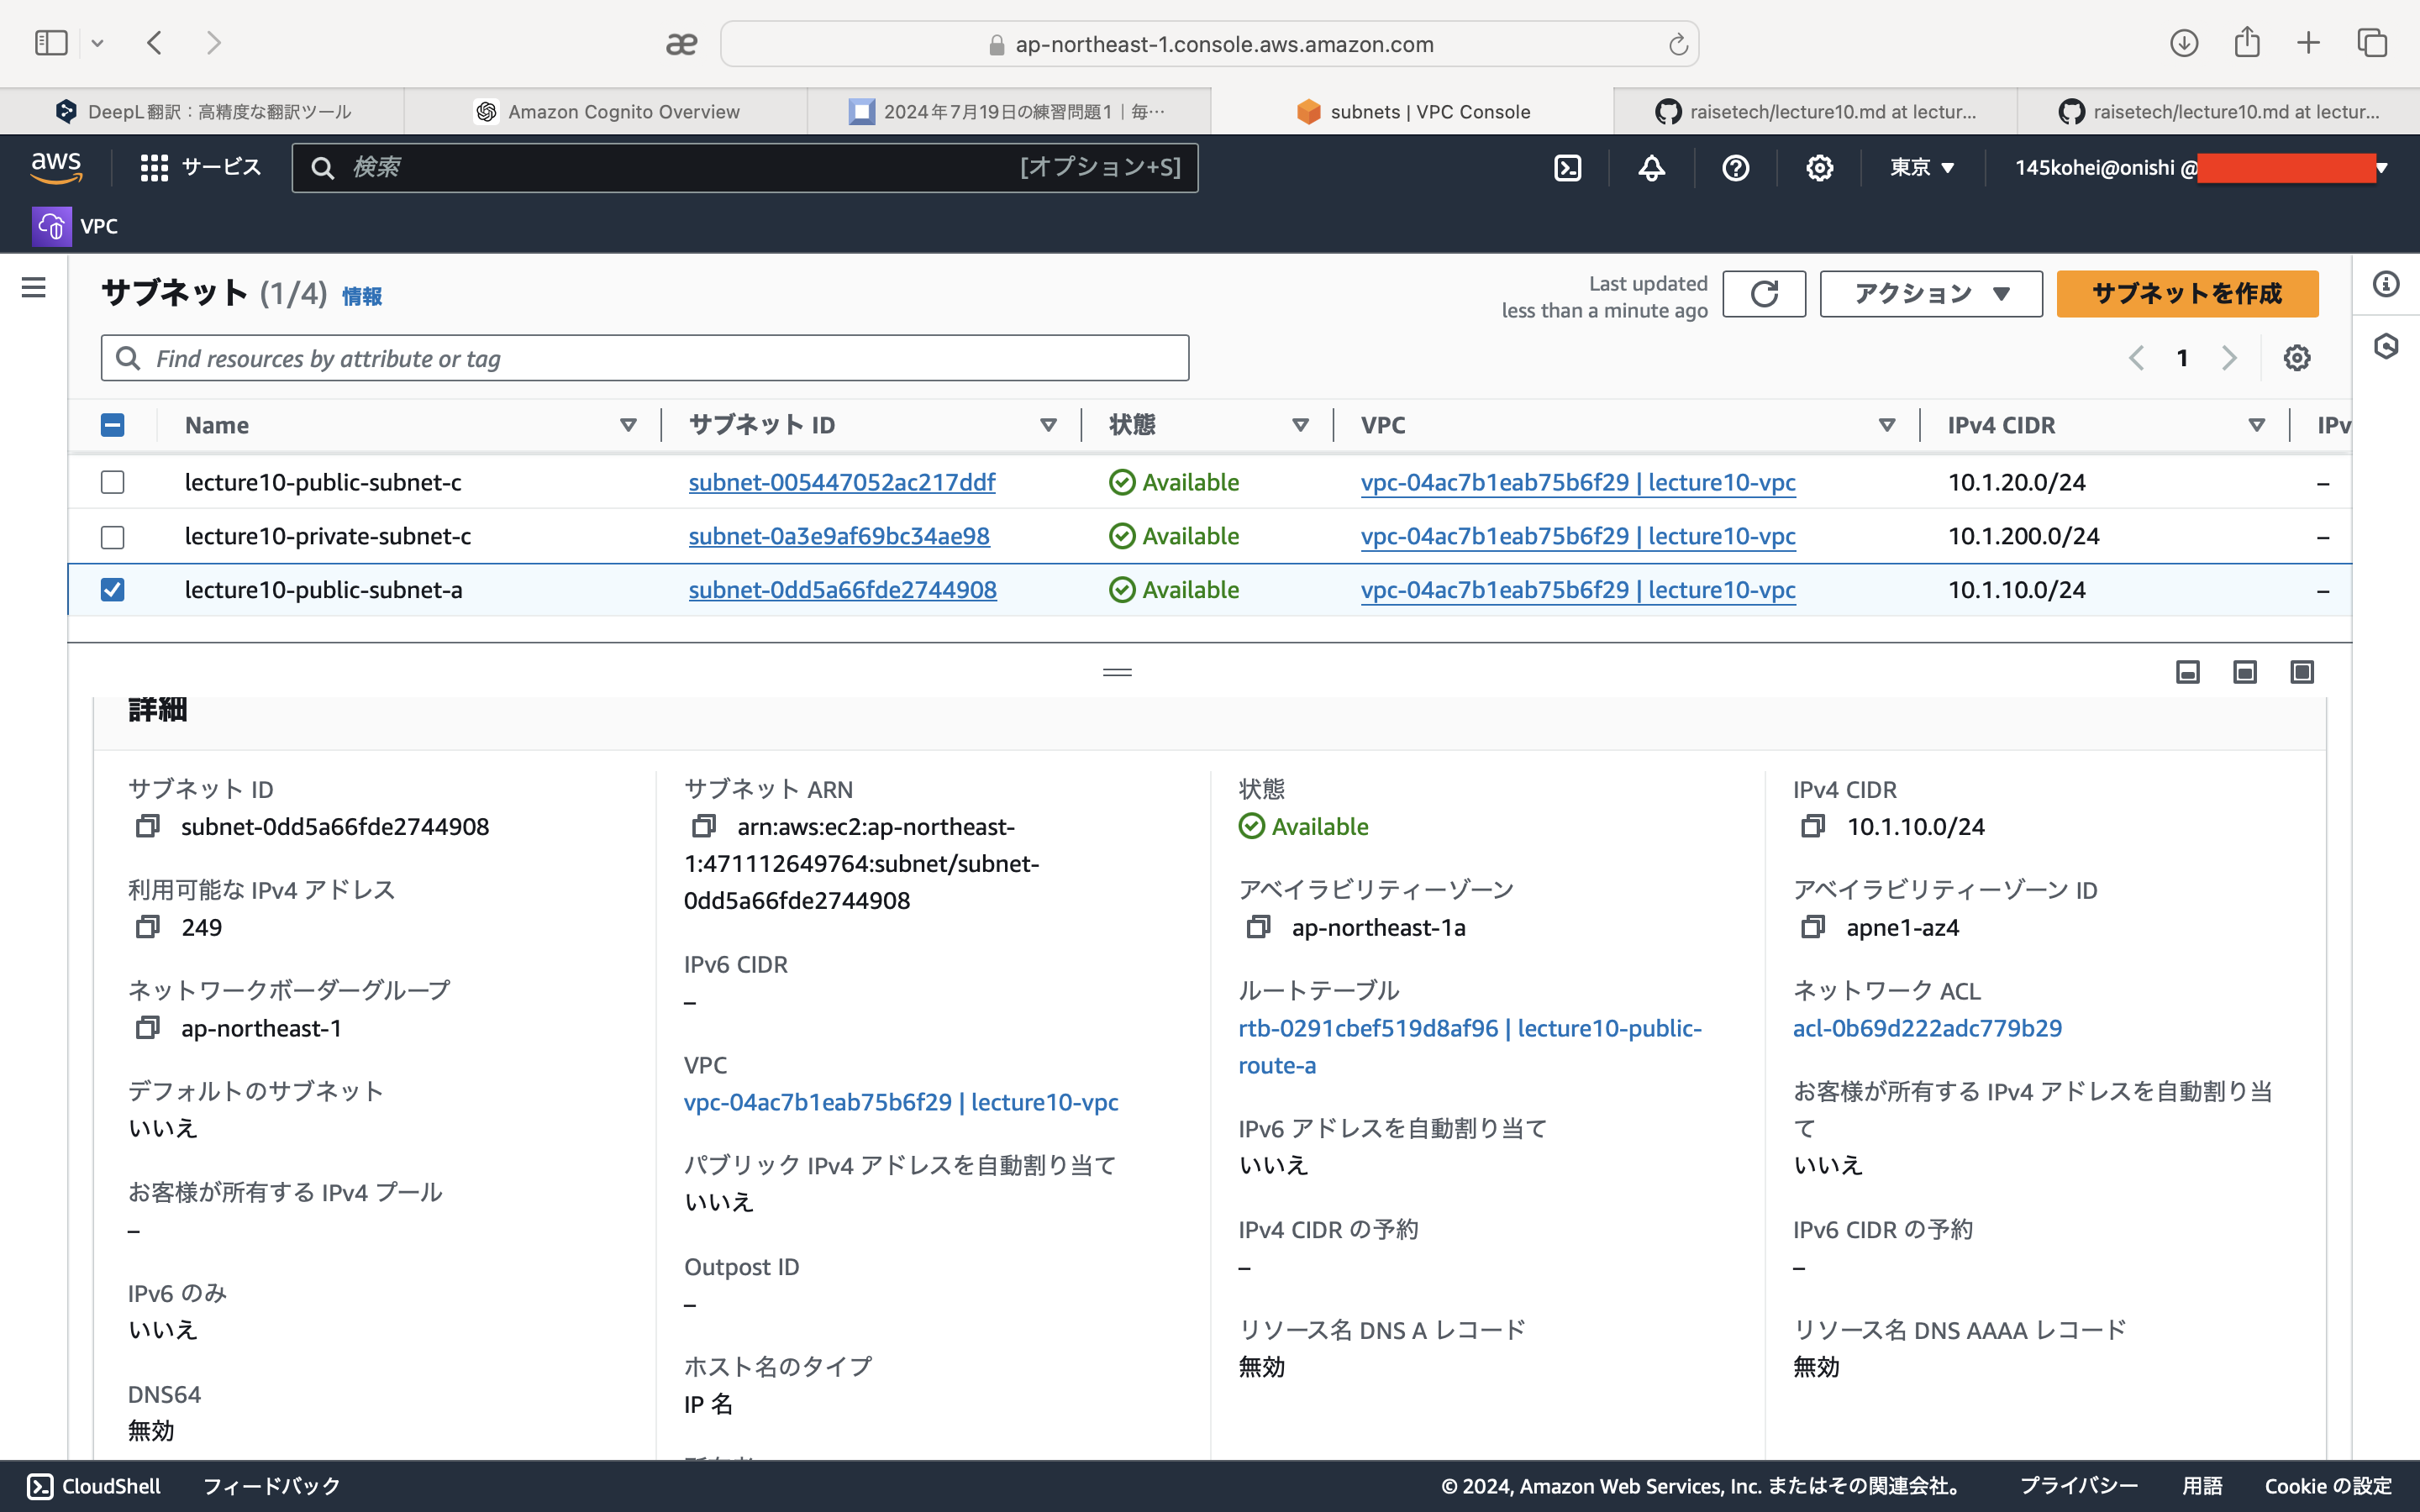 æ
ap-northeast-1.console.aws.amazon.com
DeepL 翻訳：高精度な翻訳ツール
Amazon Cognito Overview
2024年7月19日の練習問題1｜毎…
subnets | VPC Console
raisetech/lecture10.md at lectur...
raisetech/lecture10.md at lectur...
aws
サービス
検索
[オプション+S]
東京
145kohei@onishi @
VPC
サブネット (1/4) 情報
Last updated
less than a minute ago
アクション
サブネットを作成
Find resources by attribute or tag
1
Name サブネット ID 状態 VPC IPv4 CIDR IPv
lecture10-public-subnet-c subnet-005447052ac217ddf Available vpc-04ac7b1eab75b6f29 | lecture10-vpc 10.1.20.0/24 –
lecture10-private-subnet-c subnet-0a3e9af69bc34ae98 Available vpc-04ac7b1eab75b6f29 | lecture10-vpc 10.1.200.0/24 –
lecture10-public-subnet-a subnet-0dd5a66fde2744908 Available vpc-04ac7b1eab75b6f29 | lecture10-vpc 10.1.10.0/24 –
詳細
サブネット ID
subnet-0dd5a66fde2744908
利用可能な IPv4 アドレス
249
ネットワークボーダーグループ
ap-northeast-1
デフォルトのサブネット
いいえ
お客様が所有する IPv4 プール
–
IPv6 のみ
いいえ
DNS64
無効
サブネット ARN
arn:aws:ec2:ap-northeast-
1:471112649764:subnet/subnet-
0dd5a66fde2744908
IPv6 CIDR
–
VPC
vpc-04ac7b1eab75b6f29 | lecture10-vpc
パブリック IPv4 アドレスを自動割り当て
いいえ
Outpost ID
–
ホスト名のタイプ
IP 名
状態
Available
アベイラビリティーゾーン
ap-northeast-1a
ルートテーブル
rtb-0291cbef519d8af96 | lecture10-public-
route-a
IPv6 アドレスを自動割り当て
いいえ
IPv4 CIDR の予約
–
リソース名 DNS A レコード
無効
IPv4 CIDR
10.1.10.0/24
アベイラビリティーゾーン ID
apne1-az4
ネットワーク ACL
acl-0b69d222adc779b29
お客様が所有する IPv4 アドレスを自動割り当
て
いいえ
IPv6 CIDR の予約
–
リソース名 DNS AAAA レコード
無効
CloudShell
フィードバック
© 2024, Amazon Web Services, Inc. またはその関連会社。
プライバシー
用語
Cookie の設定